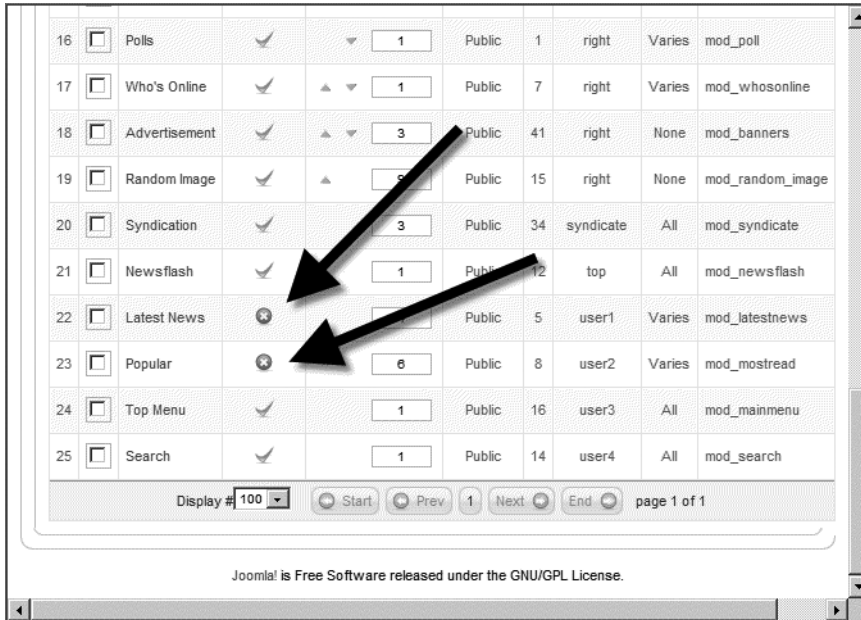 16 Polls 1 Public 1 right Varies mod_poll
17 Who's Online 1 Public 7 right Varies mod_whosonline
18 Advertisement 3 Public 41 right None mod_banners
19 Random Image Public 15 right None mod_random_image
20 Syndication 3 Public 34 syndicate All mod_syndicate
21 Newsflash 1 Public 12 top All mod_newsflash
22 Latest News Public 5 user1 Varies mod_latestnews
23 Popular 6 Public 8 user2 Varies mod_mostread
24 Top Menu 1 Public 16 user3 All mod_mainmenu
25 Search 1 Public 14 user4 All mod_search
Display # 100 Start Prev 1 Next End page 1 of 1
Joomla! is Free Software released under the GNU/GPL License.